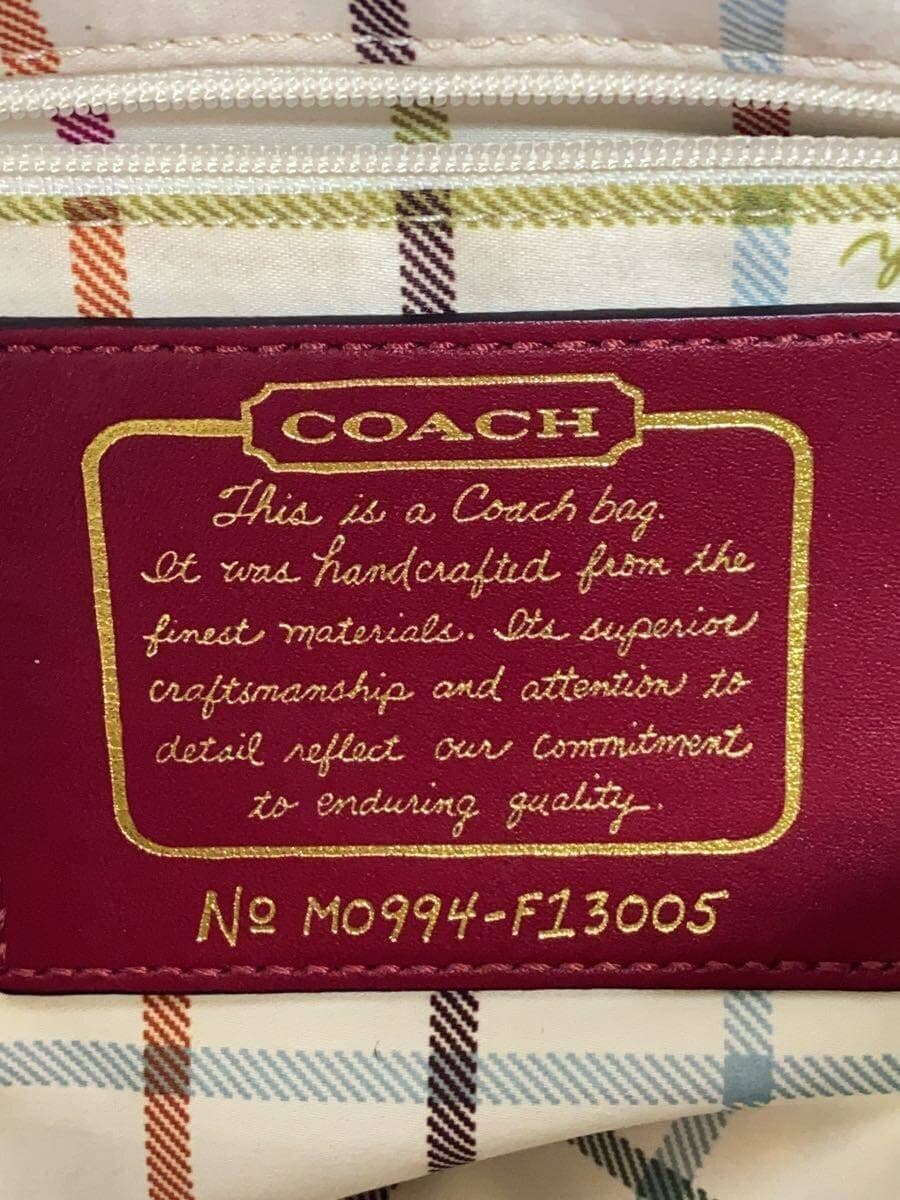 COACH
This is a Coach bag.
It was handcrafted from the
finest materials. Its superior
craftsmanship and attention to
detail reflect our commitment
to enduring quality.
Nº M0994-F13005